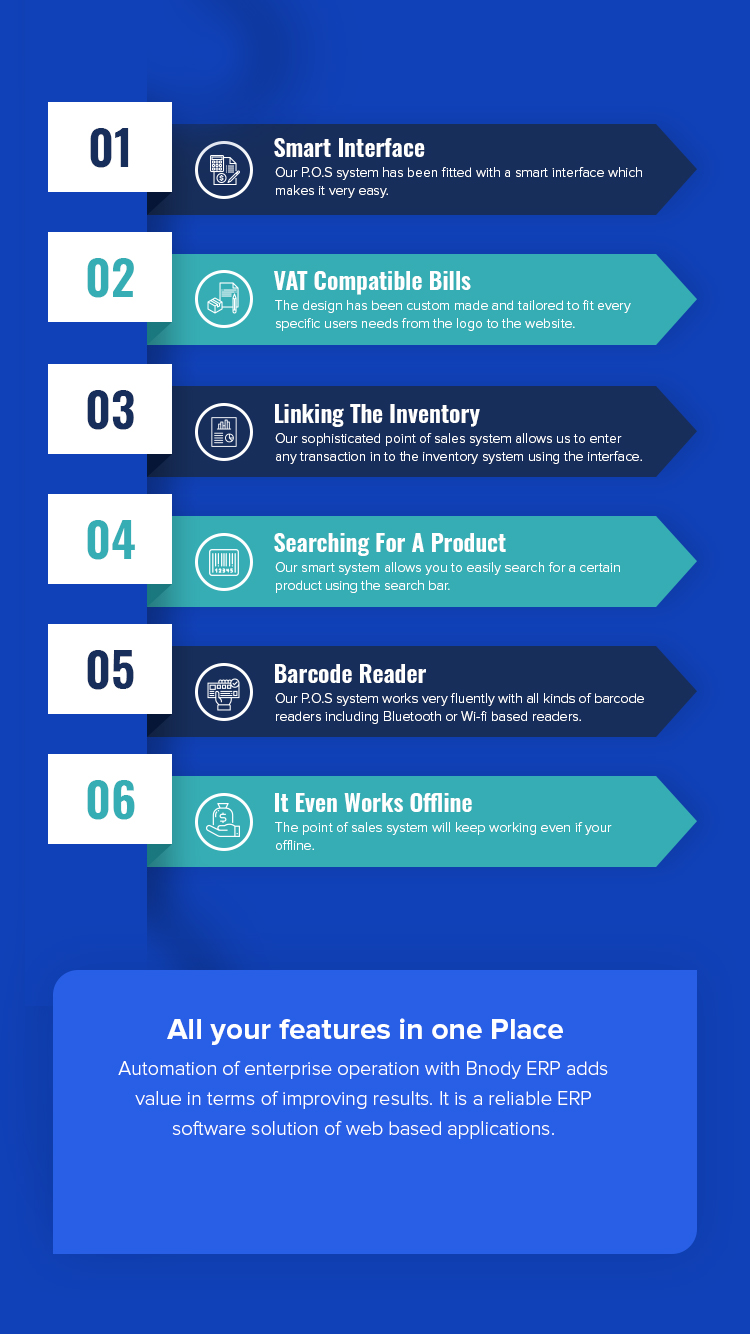 01
Smart Interface
Our P.O.S system has been fitted with a smart interface which
makes it very easy.
02
VAT Compatible Bills
The design has been custom made and tailored to fit every
specific users needs from the logo to the website.
03
Linking The Inventory
Our sophisticated point of sales system allows us to enter
any transaction in to the inventory system using the interface.
04
12345
Searching For A Product
Our smart system allows you to easily search for a certain
product using the search bar.
05
Barcode Reader
Our P.O.S system works very fluently with all kinds of barcode
readers including Bluetooth or Wi-fi based readers.
06
$
It Even Works Offline
The point of sales system will keep working even if your
offline.
All your features in one Place
Automation of enterprise operation with Bnody ERP adds
value in terms of improving results. It is a reliable ERP
software solution of web based applications.